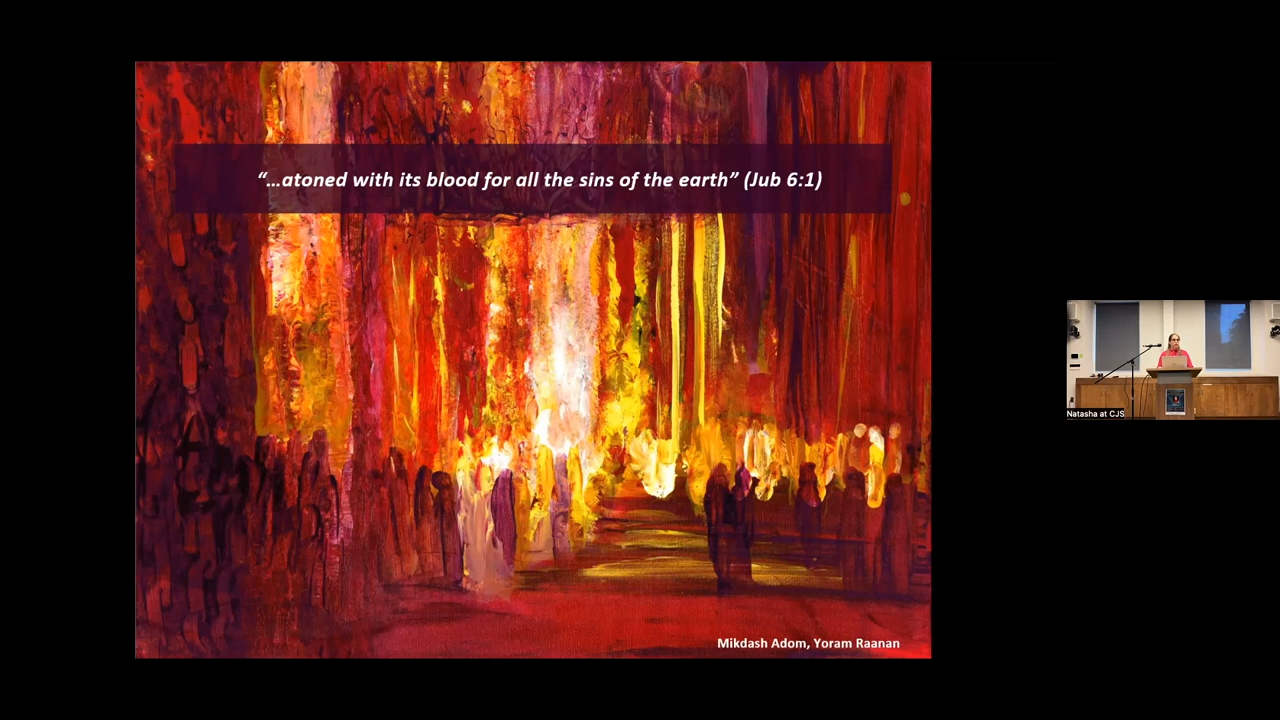 “...atoned with its blood for all the sins of the earth” (Jub 6:1)
Mikdash Adom, Yoram Raanan
Natasha at CJS